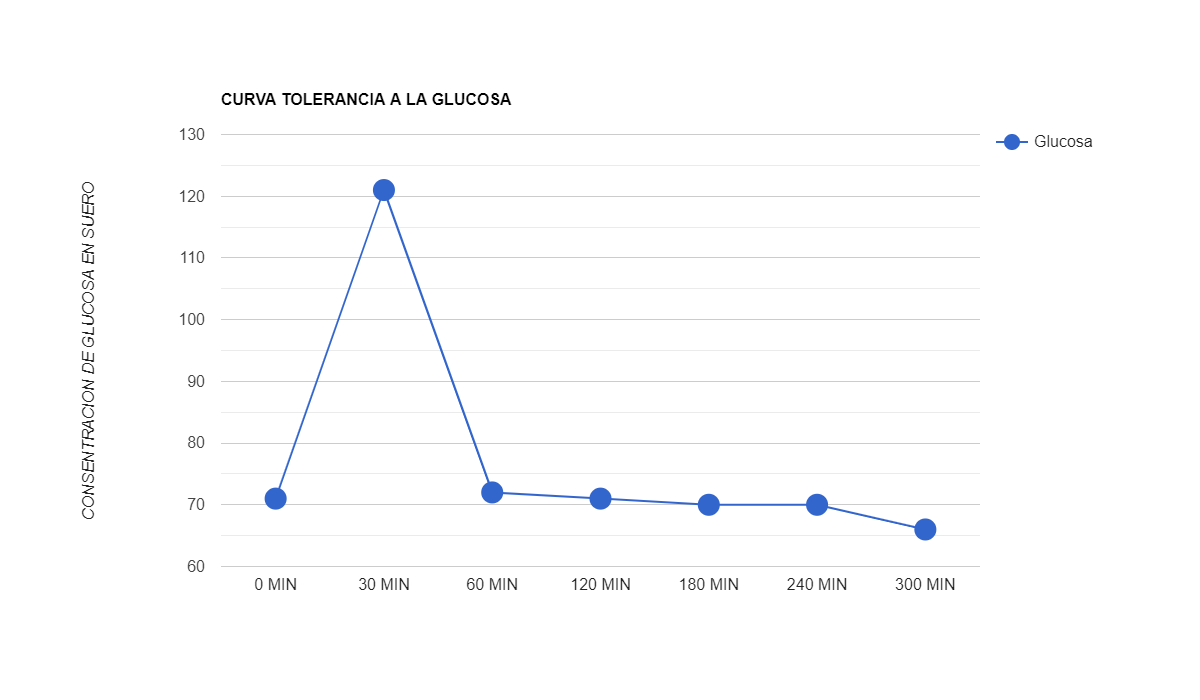 CURVA TOLERANCIA A LA GLUCOSA
130
120
110
100
90
80
70
60
CONSENTRACION DE GLUCOSA EN SUERO
0 MIN
30 MIN
60 MIN
120 MIN
180 MIN
240 MIN
300 MIN
Glucosa